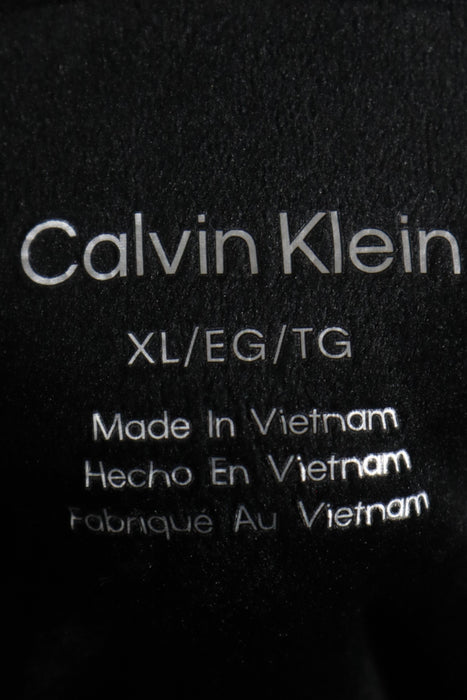 Calvin Klein
XL/EG/TG
Made In Vietnam
Hecho En Vietnam
Fabriqué Au Vietnam